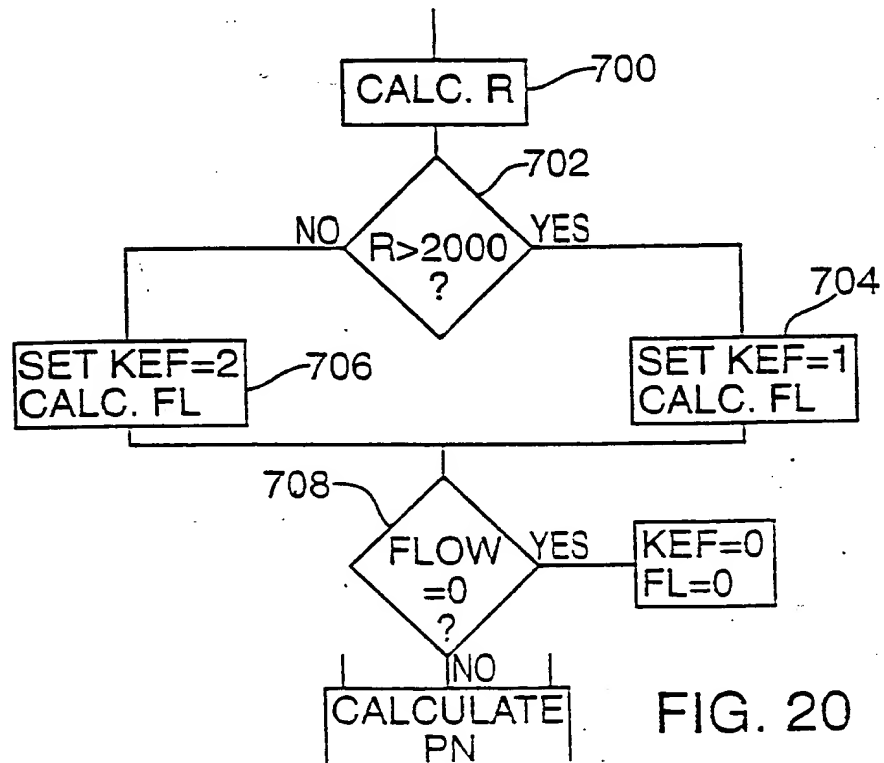 CALC. R
700
702
NO
YES
R>2000
?
704
SET KEF=2
CALC. FL
706
SET KEF=1
CALC. FL
708
FLOW
=0
?
YES
KEF=0
FL=0
NO
CALCULATE
PN
FIG. 20